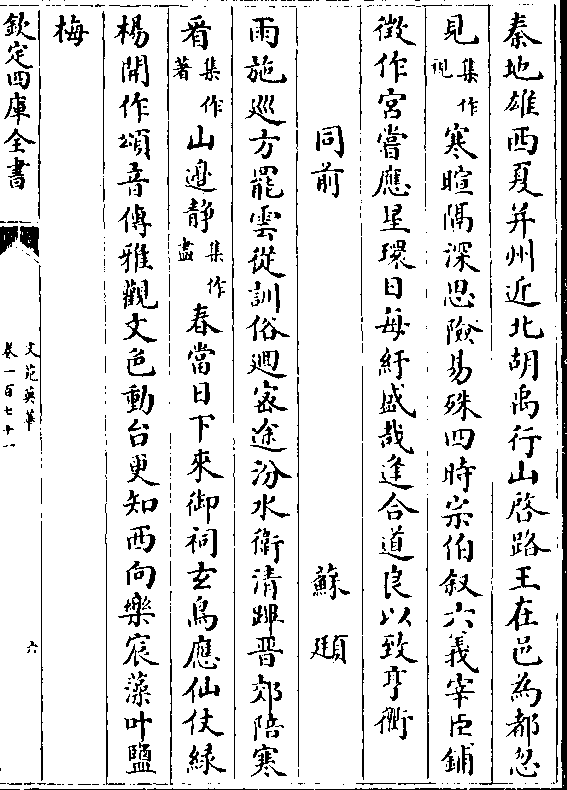 秦地雄西夏并州近北胡禹行山啓路王在邑為都忽
見集作視寒暄隔深思險易殊四時宗伯叙六義宰臣鋪
徵作宮嘗應星環日每紆盛哉逢合道良以致亨衢
同前 蘇頲
雨施巡方罷雲從訓俗迴密途汾水衛清蹕晉郊陪寒
看集作著山邊静集作盡春當日下來御祠玄鳥應仙仗緑
楊開作頌音傳雅觀文色動台更知西向樂宸藻叶鹽
梅
欽定四庫全書
文苑英華
卷一百七十一
六